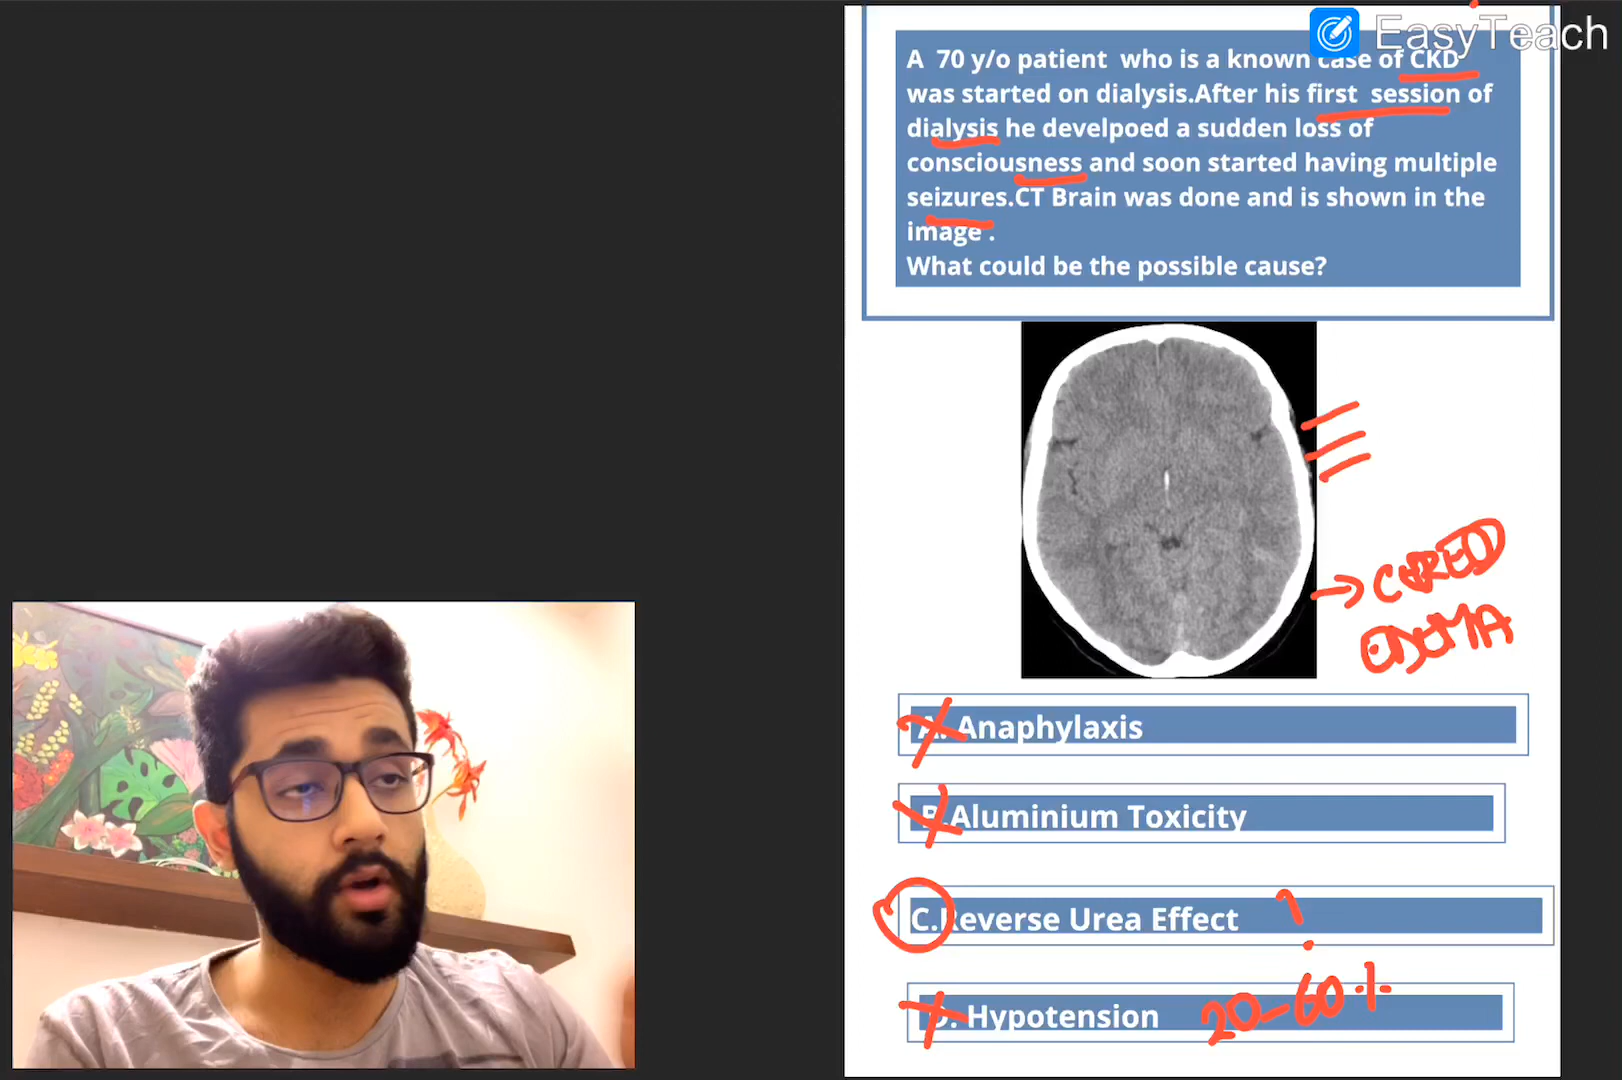 EasyTeach
A 70 y/o patient who is a known case of CKD
was started on dialysis.After his first session of
dialysis he develpoed a sudden loss of
consciousness and soon started having multiple
seizures.CT Brain was done and is shown in the
image .
What could be the possible cause?
EDEMA
A. Anaphylaxis
B.Aluminium Toxicity
C.Reverse Urea Effect ?
D. Hypotension 20-60%